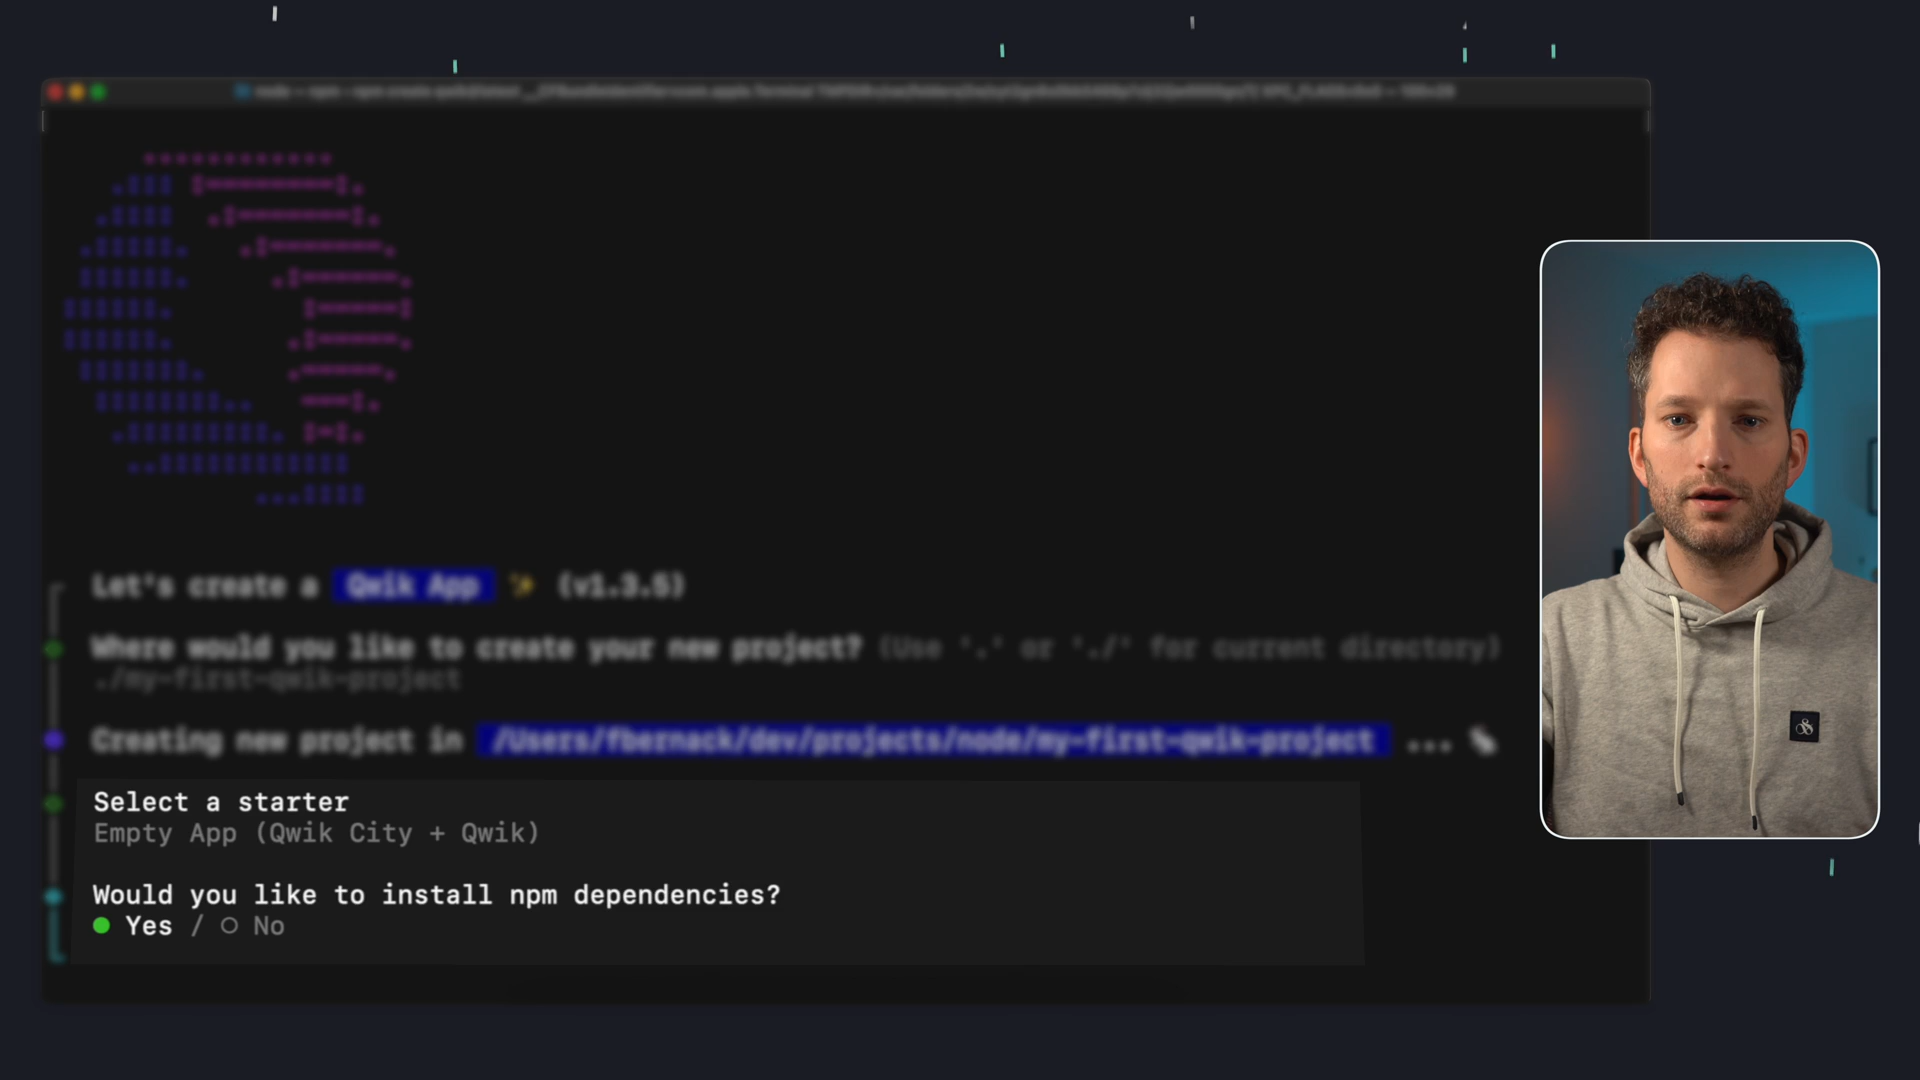 Let's create a Qwik App ✨ (v1.3.5)
Where would you like to create your new project? (Use '.' or './' for current directory)
./my-first-qwik-project
Creating new project in /Users/fbernack/dev/projects/node/my-first-qwik-project ...
Select a starter
Empty App (Qwik City + Qwik)
Would you like to install npm dependencies?
Yes / No